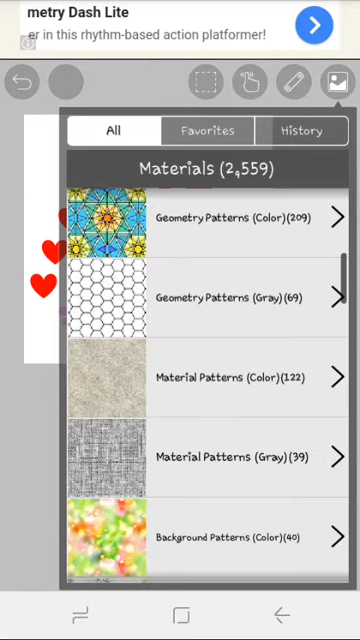 metry Dash Lite
er in this rhythm-based action platformer!
All
Favorites
History
Materials (2,559)
Geometry Patterns (Color)(209)
Geometry Patterns (Gray)(69)
Material Patterns (Color)(122)
Material Patterns (Gray)(39)
Background Patterns (Color)(40)